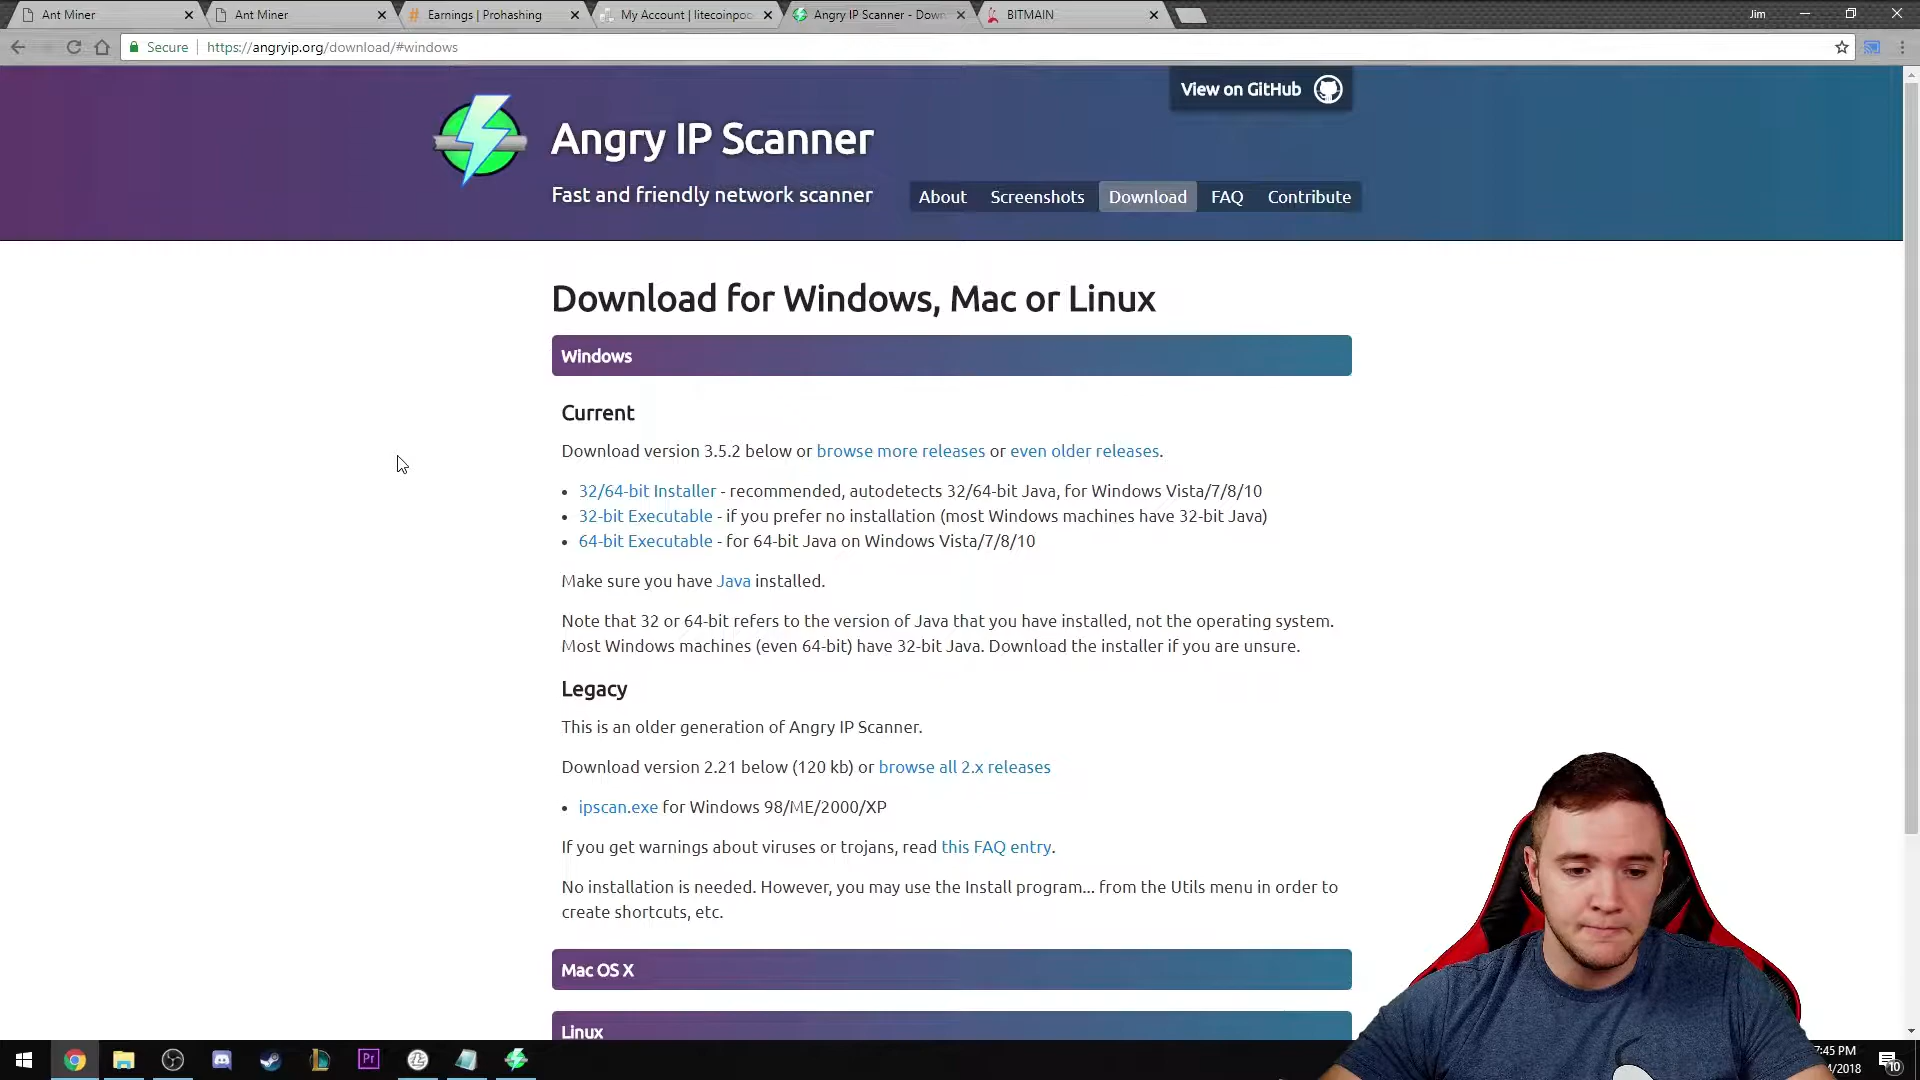 Ant Miner
Ant Miner
Earnings | Prohashing
My Account | litecoinpoo
Angry IP Scanner - Down
BITMAIN
Jim
Secure
https://angryip.org/download/#windows
View on GitHub
Angry IP Scanner
Fast and friendly network scanner
About Screenshots Download FAQ Contribute
Download for Windows, Mac or Linux
Windows
Current
Download version 3.5.2 below or browse more releases or even older releases.
• 32/64-bit Installer - recommended, autodetects 32/64-bit Java, for Windows Vista/7/8/10
• 32-bit Executable - if you prefer no installation (most Windows machines have 32-bit Java)
• 64-bit Executable - for 64-bit Java on Windows Vista/7/8/10
Make sure you have Java installed.
Note that 32 or 64-bit refers to the version of Java that you have installed, not the operating system.
Most Windows machines (even 64-bit) have 32-bit Java. Download the installer if you are unsure.
Legacy
This is an older generation of Angry IP Scanner.
Download version 2.21 below (120 kb) or browse all 2.x releases
• ipscan.exe for Windows 98/ME/2000/XP
If you get warnings about viruses or trojans, read this FAQ entry.
No installation is needed. However, you may use the Install program... from the Utils menu in order to
create shortcuts, etc.
Mac OS X
Linux
Pr
7:45 PM
4/2018
10